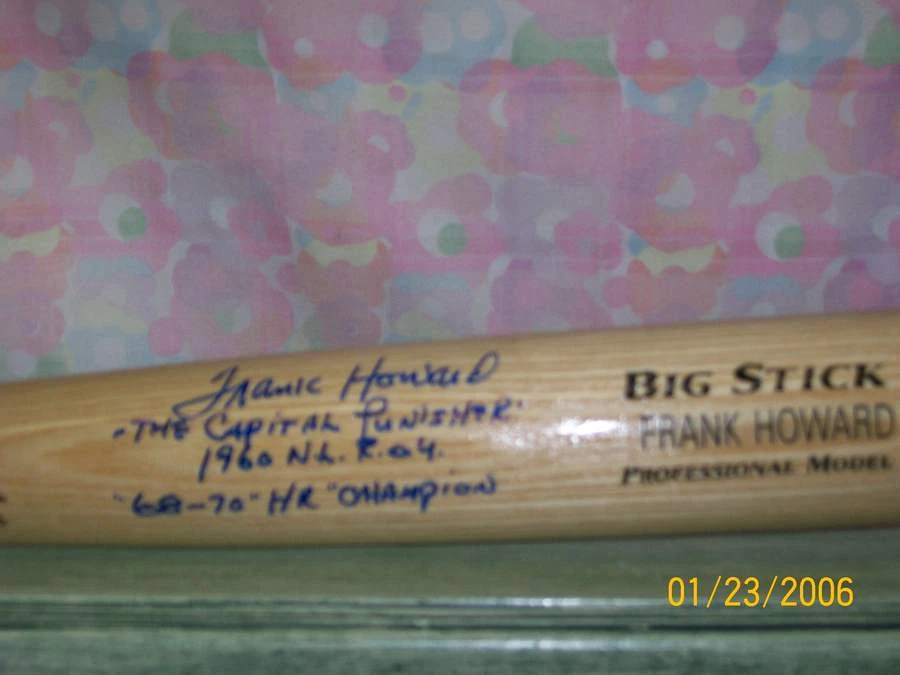 Frank Howard
"THE CAPITAL PUNISHER"
1960 N.L. R.O.Y.
"68-70" HR "CHAMPION
BIG STICK
FRANK HOWARD
PROFESSIONAL MODEL
01/23/2006